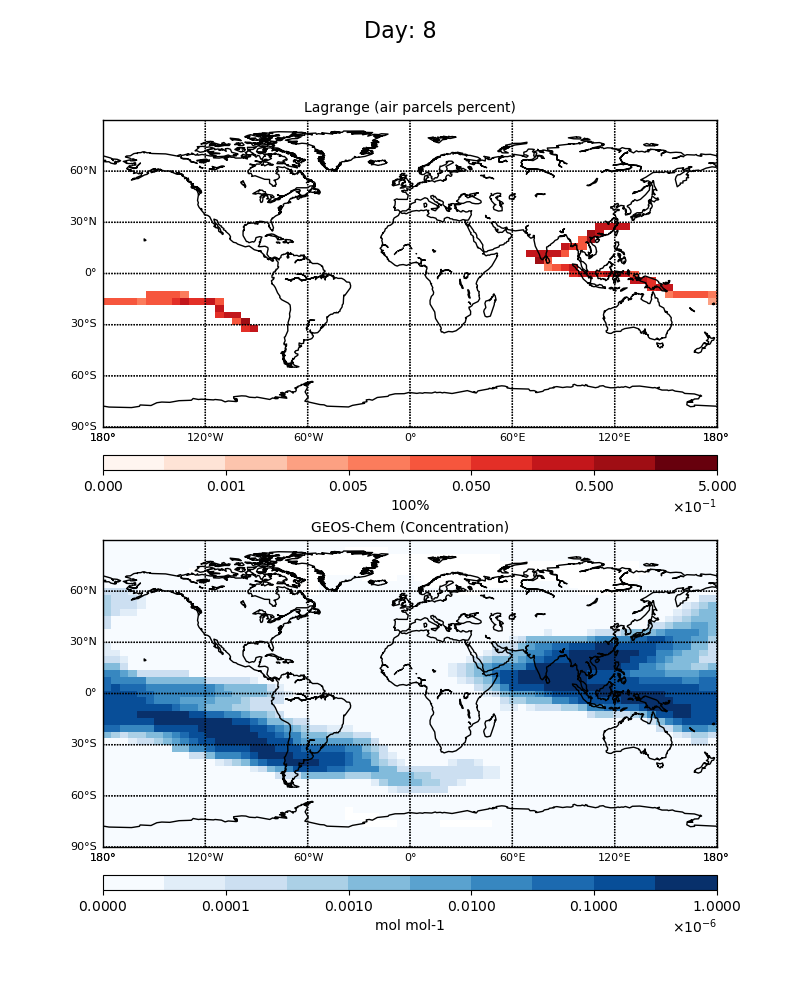 Day: 8
Lagrange (air parcels percent)
60°N
30°N
0°
30°S
60°S
90°S
180° 120°W 60°W 0° 60°E 120°E 180°
0.000 0.001 0.005 0.050 0.500 5.000
100% ×10⁻¹
GEOS-Chem (Concentration)
60°N
30°N
0°
30°S
60°S
90°S
180° 120°W 60°W 0° 60°E 120°E 180°
0.0000 0.0001 0.0010 0.0100 0.1000 1.0000
mol mol-1 ×10⁻⁶